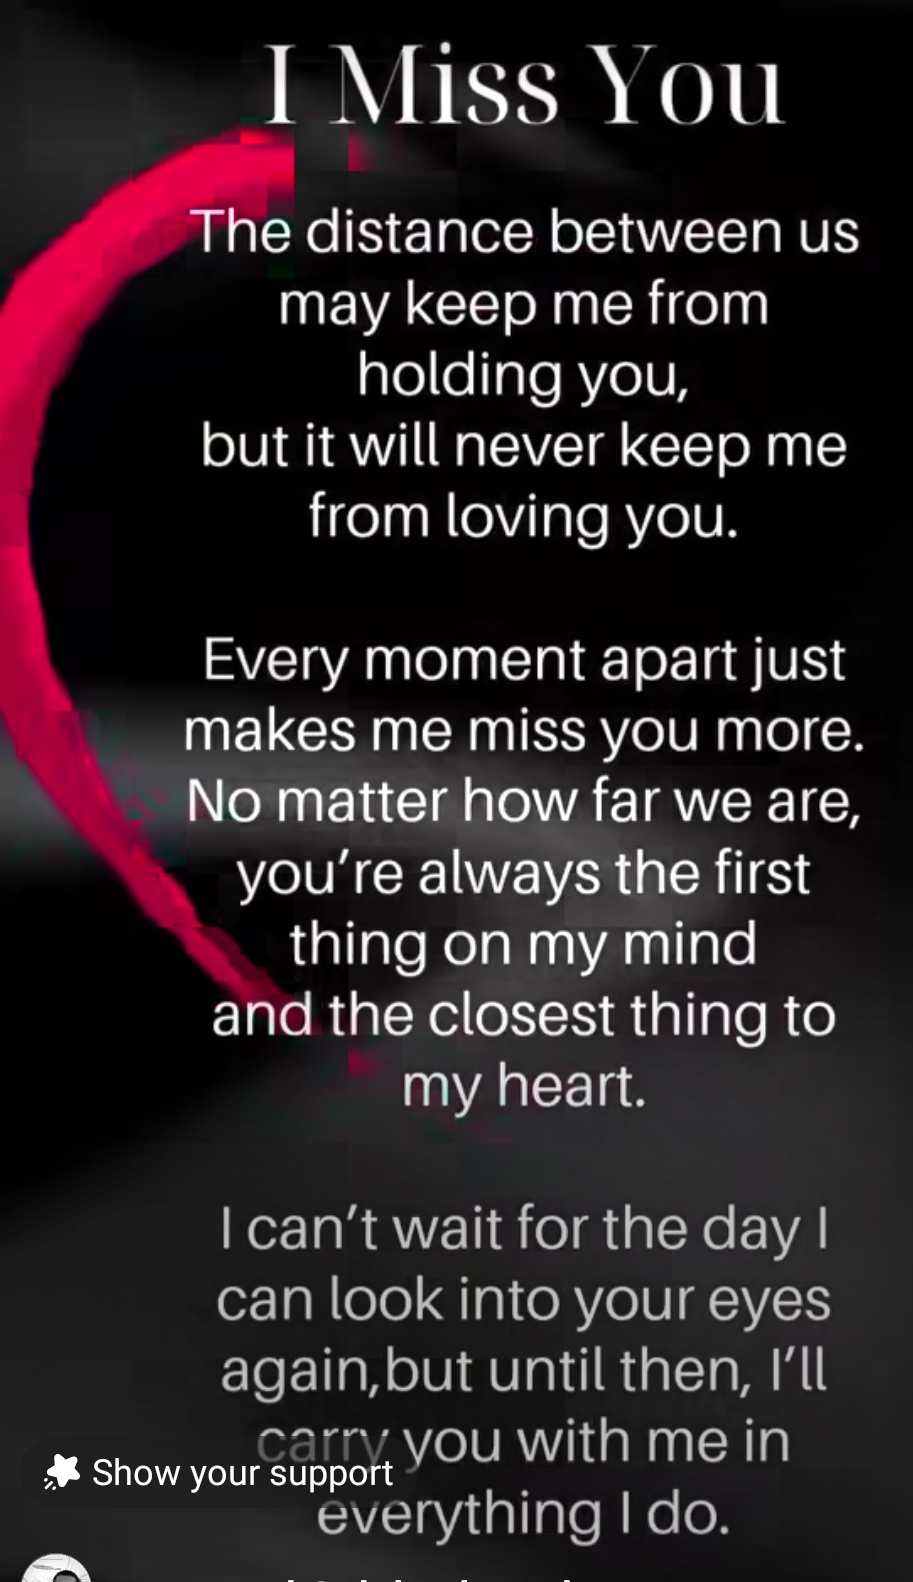 I Miss You
The distance between us
may keep me from
holding you,
but it will never keep me
from loving you.
Every moment apart just
makes me miss you more.
No matter how far we are,
you’re always the first
thing on my mind
and the closest thing to
my heart.
I can’t wait for the day I
can look into your eyes
again,but until then, I’ll
carry you with me in
Show your support
everything I do.